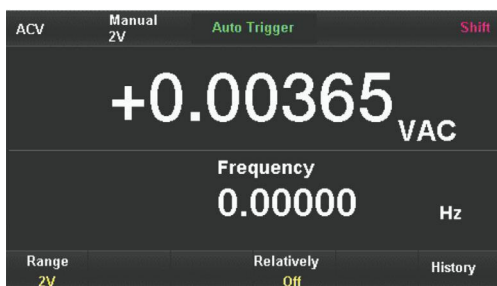 ACV Manual Auto Trigger Shift
2V
+0.00365 VAC
Frequency
0.00000 Hz
Range Relatively History
2V Off